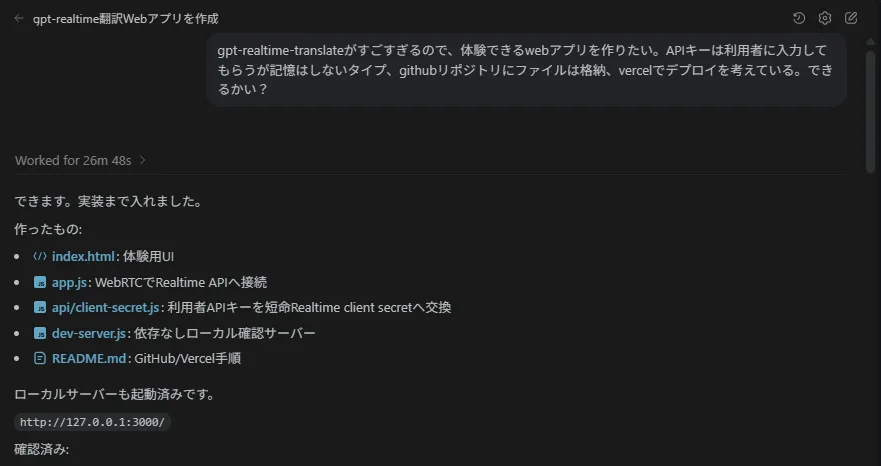 gpt-realtime翻訳Webアプリを作成
gpt-realtime-translateがすごすぎるので、体験できるwebアプリを作りたい。APIキーは利用者に入力して
もらうが記憶はしないタイプ、githubリポジトリにファイルは格納、vercelでデプロイを考えている。でき
るかい？
Worked for 26m 48s
できます。実装まで入れました。
作ったもの:
index.html: 体験用UI
app.js: WebRTCでRealtime APIへ接続
api/client-secret.js: 利用者APIキーを短命Realtime client secretへ交換
dev-server.js: 依存なしローカル確認サーバー
README.md: GitHub/Vercel手順
ローカルサーバーも起動済みです。
http://127.0.0.1:3000/
確認済み: